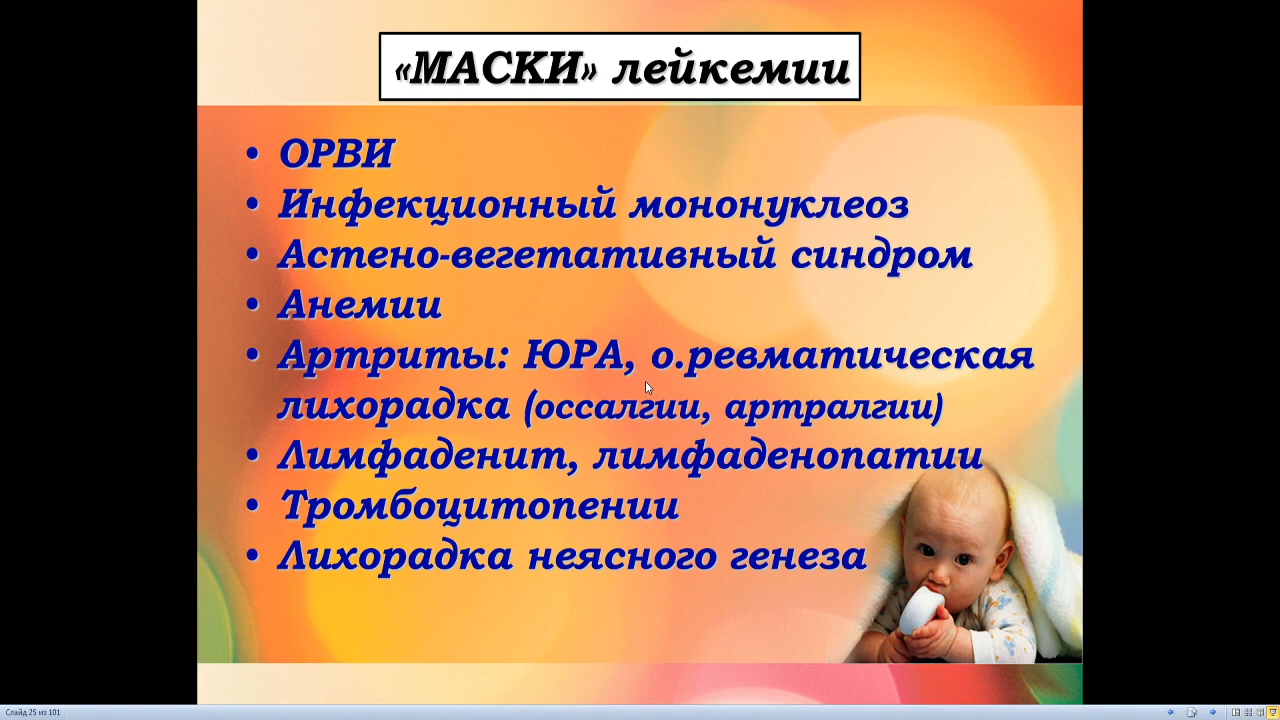 «МАСКИ» лейкемии
• ОРВИ
• Инфекционный мононуклеоз
• Астено-вегетативный синдром
• Анемии
• Артриты: ЮРА, о.ревматическая
лихорадка (оссалгии, артралгии)
• Лимфаденит, лимфаденопатии
• Тромбоцитопении
• Лихорадка неясного генеза
Слайд 25 из 101